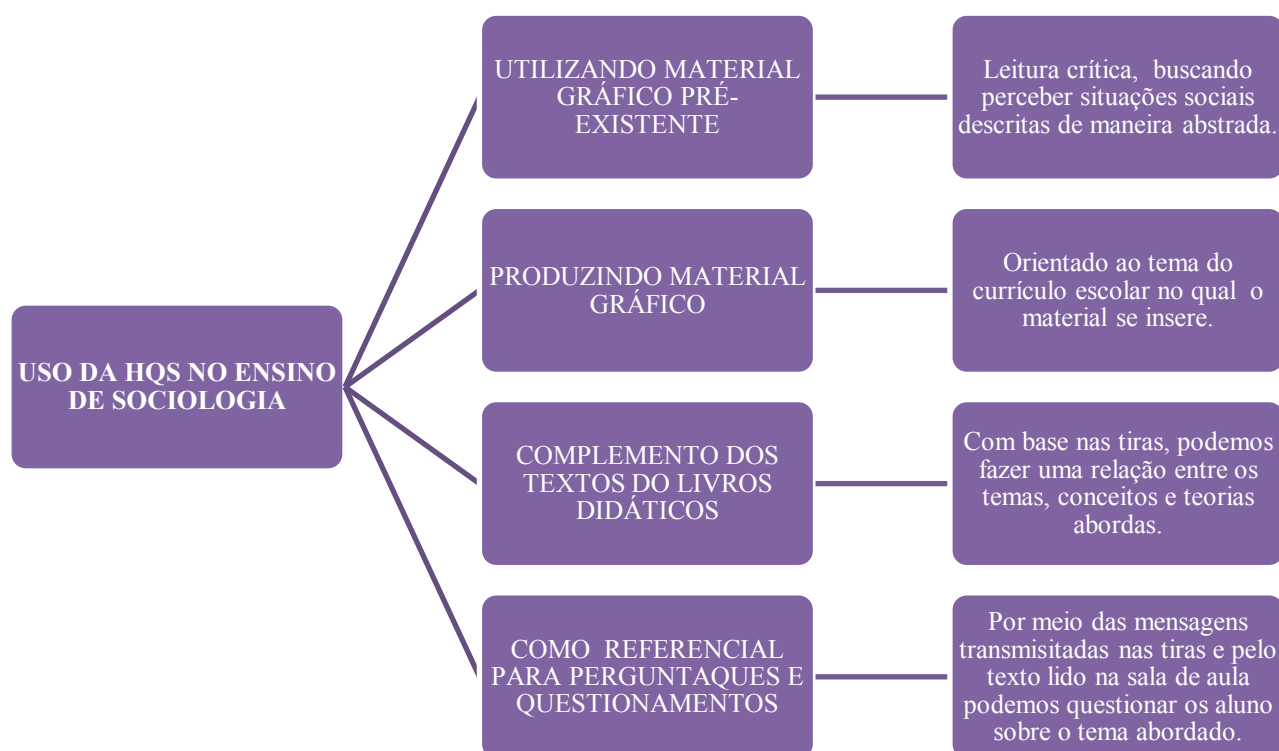 USO DA HQS NO ENSINO
DE SOCIOLOGIA
UTILIZANDO MATERIAL
GRÁFICO PRÉ-
EXISTENTE
Leitura crítica, buscando
perceber situações sociais
descritas de maneira abstrada.
PRODUZINDO MATERIAL
GRÁFICO
Orientado ao tema do
currículo escolar no qual o
material se insere.
COMPLEMENTO DOS
TEXTOS DO LIVROS
DIDÁTICOS
Com base nas tiras, podemos
fazer uma relação entre os
temas, conceitos e teorias
abordas.
COMO REFERENCIAL
PARA PERGUNTAQUES E
QUESTIONAMENTOS
Por meio das mensagens
transmisitadas nas tiras e pelo
texto lido na sala de aula
podemos questionar os aluno
sobre o tema abordado.